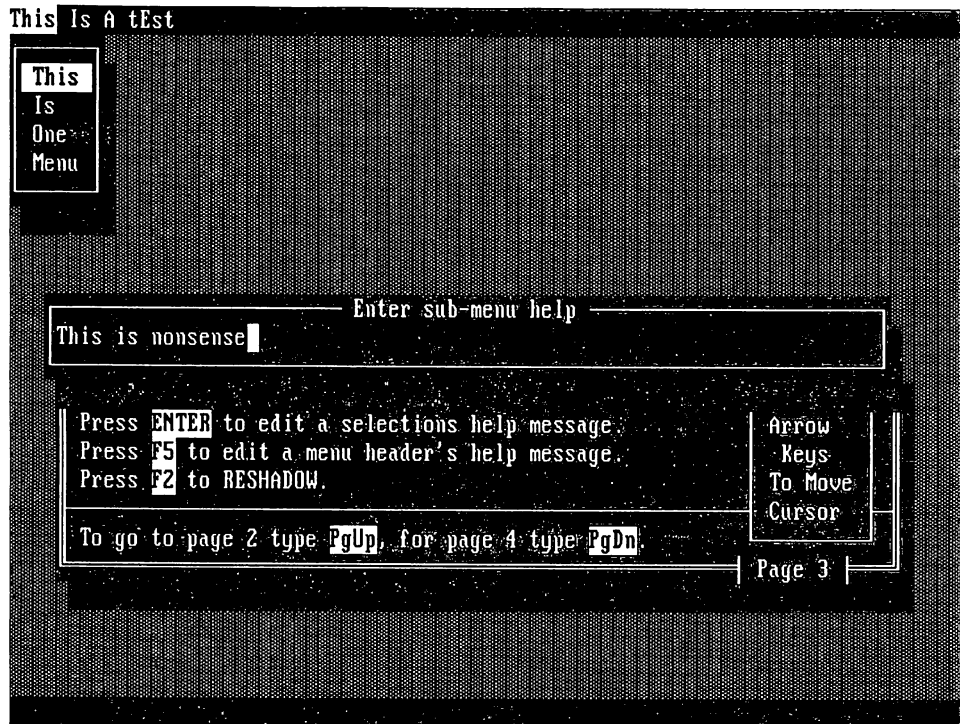 This Is A tEst
This
Is
One
Menu
Enter sub-menu help
This is nonsense
Press ENTER to edit a selections help message.
Press F5 to edit a menu header's help message.
Press F2 to RESHADOW.
Arrow
Keys
To Move
Cursor
To go to page 2 type PgUp, for page 4 type PgDn.
Page 3